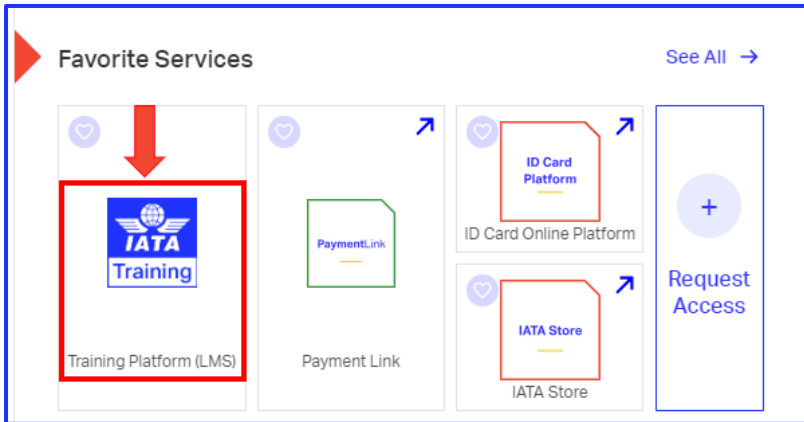 Favorite Services
See All →
IATA
Training
Training Platform (LMS)
PaymentLink
Payment Link
ID Card
Platform
ID Card Online Platform
IATA Store
IATA Store
+
Request
Access